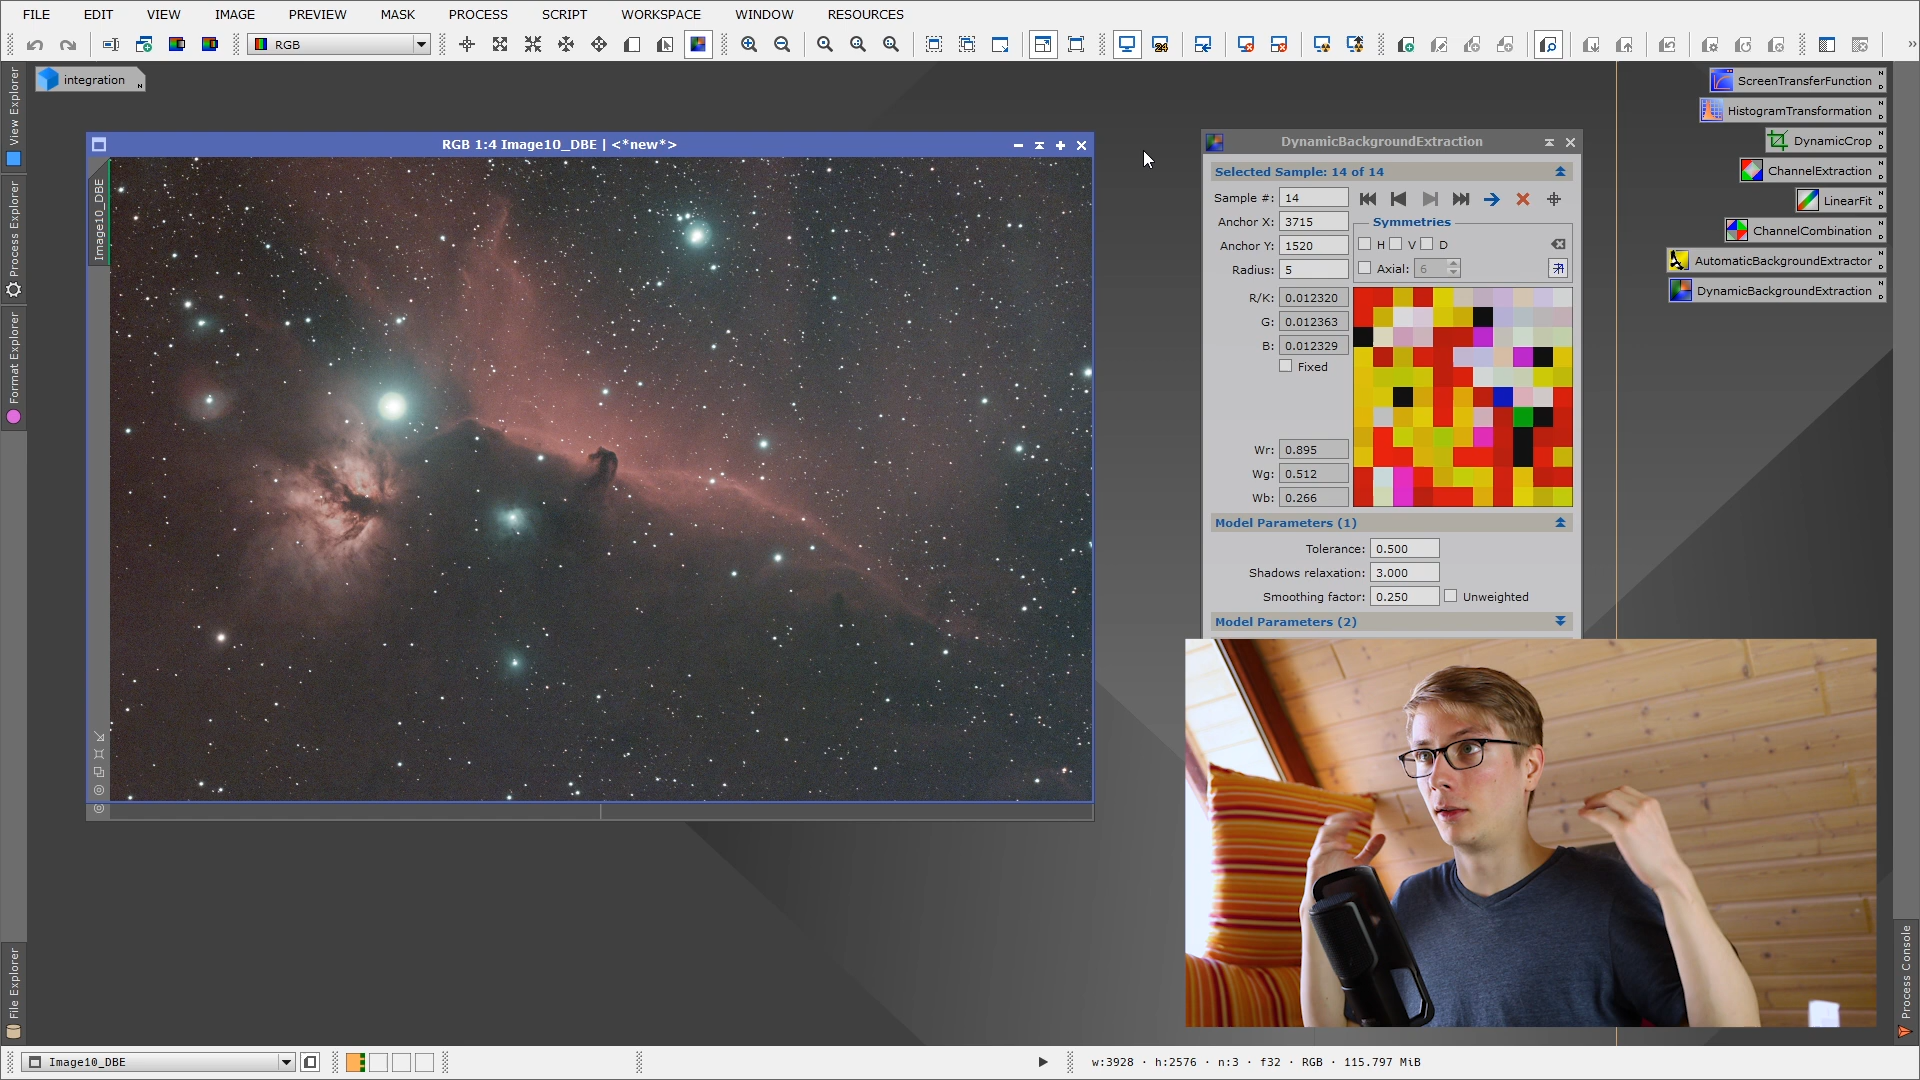 FILE EDIT VIEW IMAGE PREVIEW MASK PROCESS SCRIPT WORKSPACE WINDOW RESOURCES
RGB
24
View Explorer
Process Explorer
Format Explorer
File Explorer
integration
N
RGB 1:4 Image10_DBE | <*new*>
Image10_DBE
DynamicBackgroundExtraction
Selected Sample: 14 of 14
Sample #: 14
Anchor X: 3715
Symmetries
Anchor Y: 1520
H V D
Radius: 5
Axial: 6
R/K: 0.012320
G: 0.012363
B: 0.012329
Fixed
Wr: 0.895
Wg: 0.512
Wb: 0.266
Model Parameters (1)
Tolerance: 0.500
Shadows relaxation: 3.000
Smoothing factor: 0.250
Unweighted
Model Parameters (2)
ScreenTransferFunction
N
D
HistogramTransformation
N
D
DynamicCrop
N
D
ChannelExtraction
N
D
LinearFit
N
D
ChannelCombination
N
D
AutomaticBackgroundExtractor
N
D
DynamicBackgroundExtraction
N
D
Process Console
Image10_DBE
w:3928 · h:2576 · n:3 · f32 · RGB · 115.797 MiB